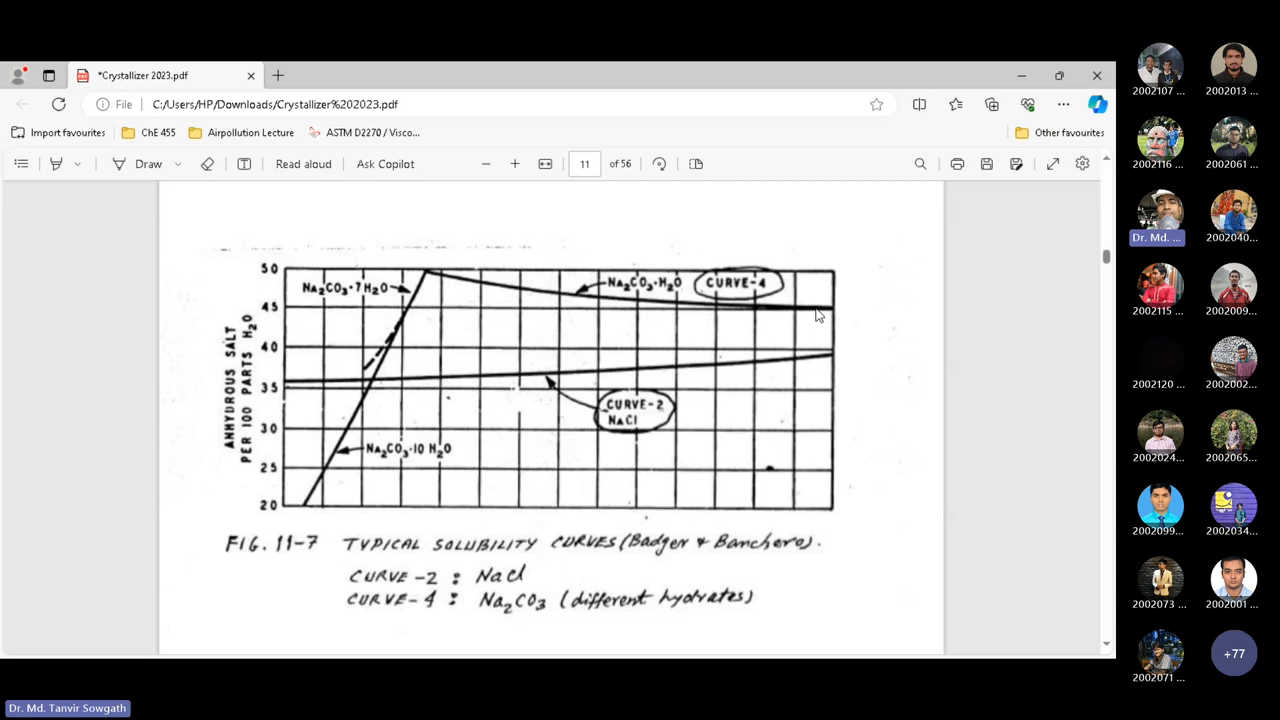 *Crystallizer 2023.pdf
File C:/Users/HP/Downloads/Crystallizer%202023.pdf
Import favourites ChE 455 Airpollution Lecture ASTM D2270 / Visco... Other favourites
Draw Read aloud Ask Copilot 11 of 56
50
45
40
35
30
25
20
ANHYDROUS SALT
PER 100 PARTS H2O
Na2CO3·7H2O
Na2CO3·H2O CURVE-4
CURVE-2
NaCl
Na2CO3·10 H2O
FIG. 11-7 TYPICAL SOLUBILITY CURVES (Badger & Banchero).
CURVE-2 : NaCl
CURVE-4 : Na2CO3 (different hydrates)
2002107 ... 2002013 ...
2002116 ... 2002061 ...
Dr. Md. ... 2002040 ...
2002115 ... 2002009 ...
2002120 ... 2002002 ...
2002024 ... 2002065 ...
2002099 ... 2002034 ...
2002073 ... 2002001 ...
2002071 ... +77
Dr. Md. Tanvir Sowgath